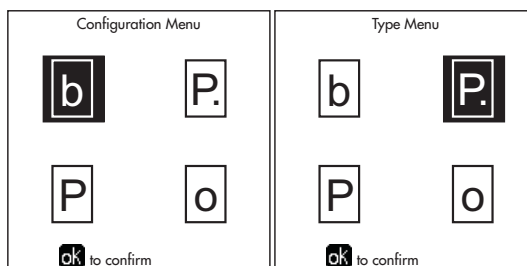 Configuration Menu
b P.
P o
ok to confirm
Type Menu
b P.
P o
ok to confirm